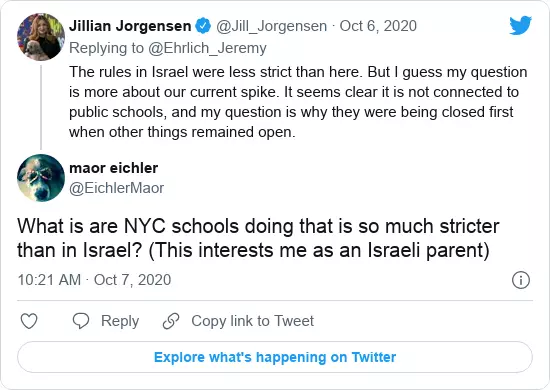 Jillian Jorgensen @Jill_Jorgensen · Oct 6, 2020
Replying to @Ehrlich_Jeremy
The rules in Israel were less strict than here. But I guess my question
is more about our current spike. It seems clear it is not connected to
public schools, and my question is why they were being closed first
when other things remained open.
maor eichler
@EichlerMaor
What is are NYC schools doing that is so much stricter
than in Israel? (This interests me as an Israeli parent)
10:21 AM · Oct 7, 2020
Reply Copy link to Tweet
Explore what's happening on Twitter